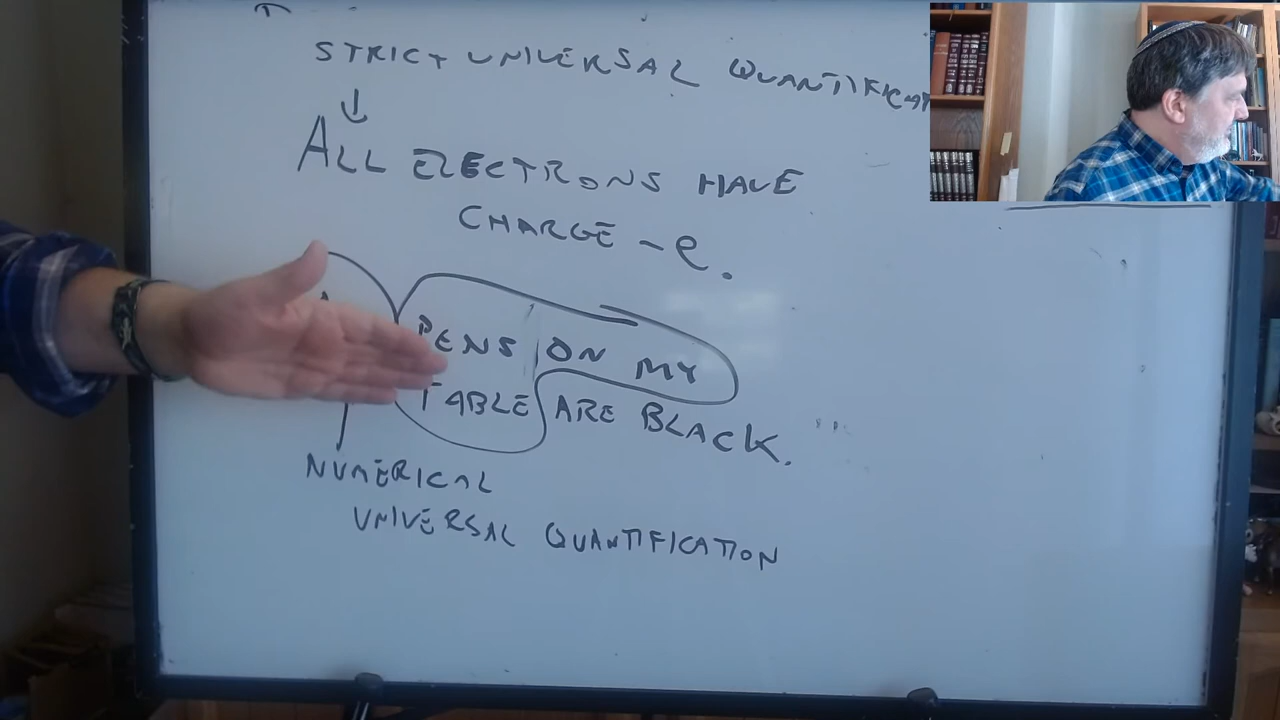 STRICT UNIVERSAL QUANTIFICAT
ALL ELECTRONS HAVE
CHARGE -e.
PENS ON MY
TABLE ARE BLACK.
NUMERICAL
UNIVERSAL QUANTIFICATION